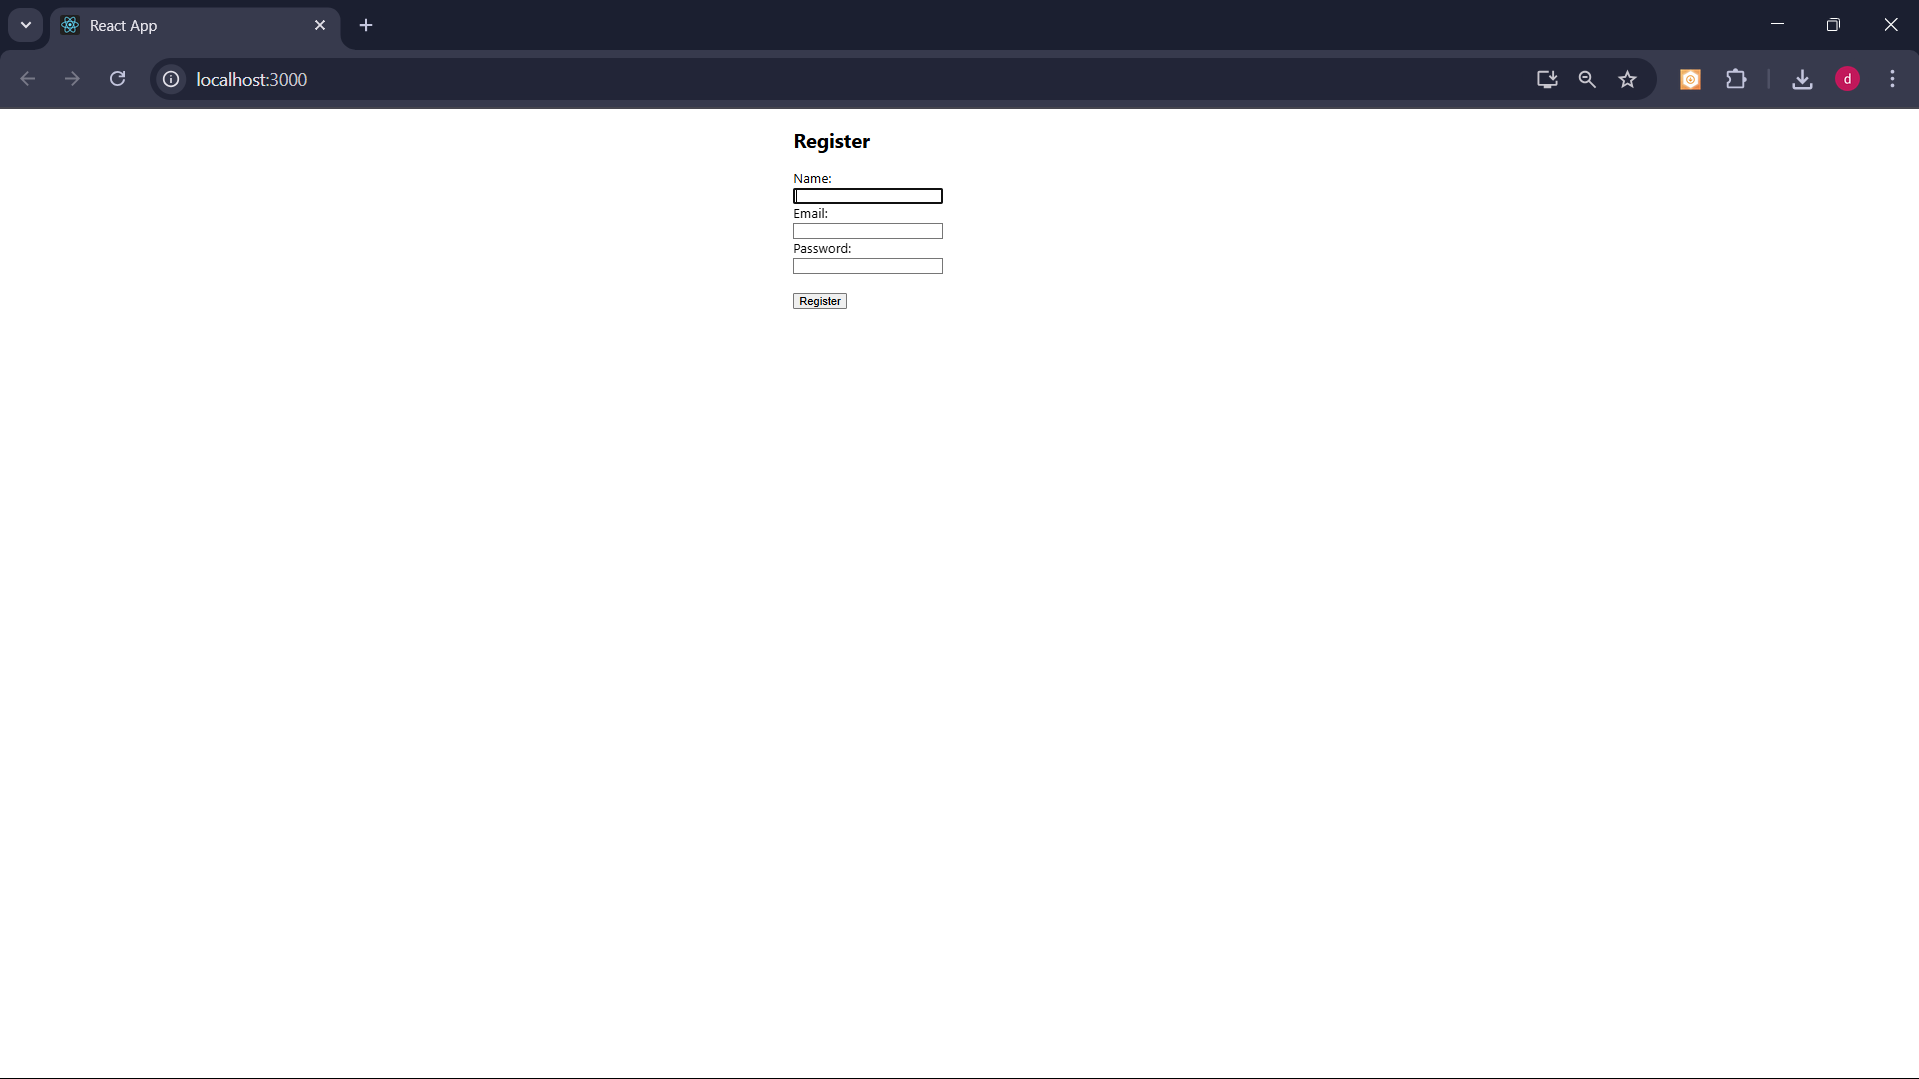 React App
localhost:3000
d
Register
Name:
Email:
Password:
Register